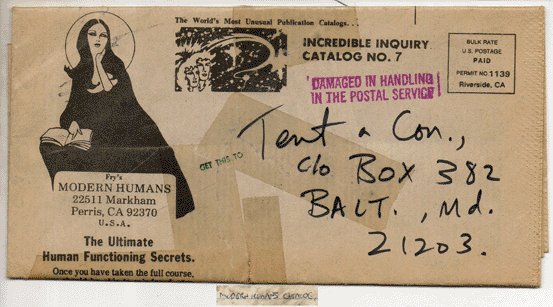 The World's Most Unusual Publication Catalogs...
INCREDIBLE INQUIRY
CATALOG NO. 7
BULK RATE
U.S. POSTAGE
PAID
PERMIT NO. 1139
Riverside, CA
DAMAGED IN HANDLING
IN THE POSTAL SERVICE
GET THIS TO
Tent a Con.,
c/o BOX 382
BALT., Md.
21203.
Fry's
MODERN HUMANS
22511 Markham
Perris, CA 92370
U.S.A.
The Ultimate
Human Functioning Secrets.
Once you have taken the full course,
MODERN HUMANS CATALOG